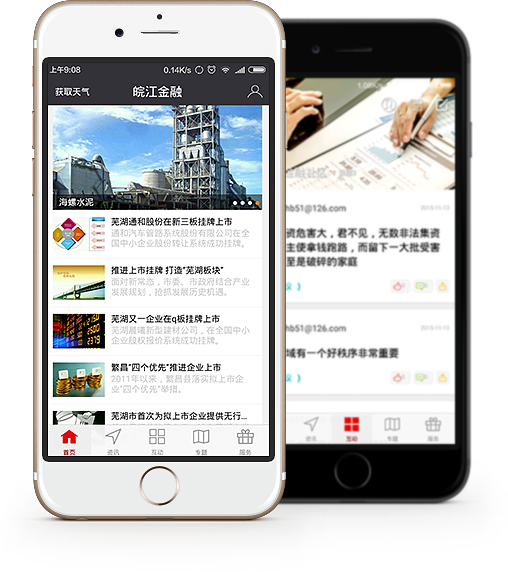 上午9:08
0.14K/s
获取天气
皖江金融
海螺水泥
芜湖通和股份在新三板挂牌上市
通和汽车管路系统股份有限公司在全
国中小企业股份转让系统成功挂牌。
推进上市挂牌 打造"芜湖板块"
面对新常态，市委、市政府结合产业
发展规划，抢抓发展历史机遇。
芜湖又一企业在q板挂牌上市
芜湖晨曦新型建材公司，在全国中小
企业股权报价系统成功挂牌。
繁昌"四个优先"推进企业上市
2011年以来，繁昌县落实拟上市企
业"四个优先"举措。
芜湖市首次为拟上市企业提供无行...
首页
资讯
互动
专题
服务
hb51@126.com
2015-11-12
资危害大，君不见，无数非法集资
主使拿钱跑路，而留下一大批受害
至是破碎的家庭
hb51@126.com
域有一个好秩序非常重要
资讯
互动
专题
服务